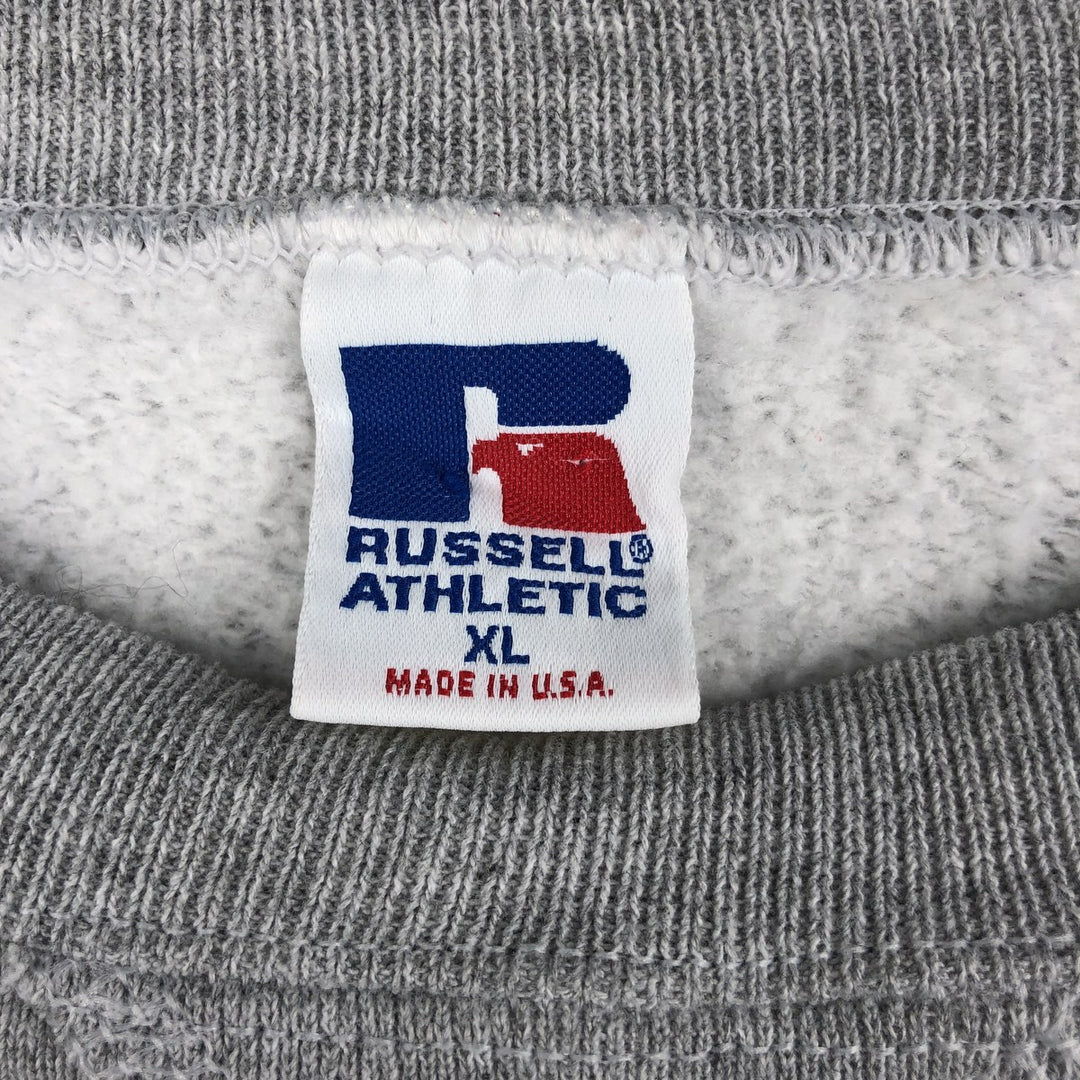 R
RUSSELL®
ATHLETIC
XL
MADE IN U.S.A.